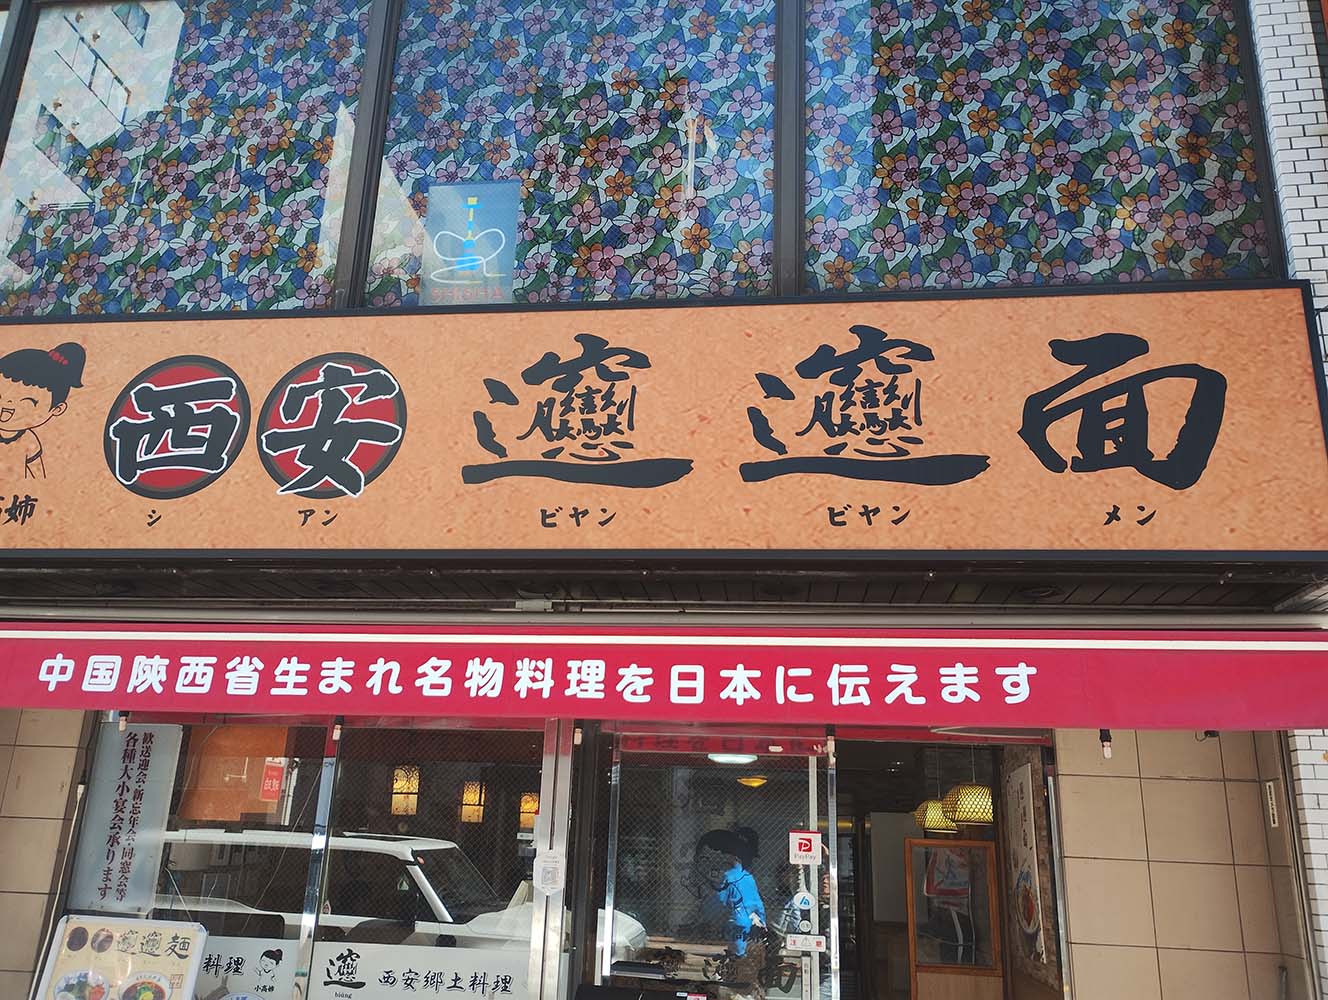 西安𰻞𰻞面
シ アン ビヤン ビヤン メン
姉
中国陝西省生まれ名物料理を日本に伝えます
歓送迎会・新忘年会・同窓会等
各種大小宴会承ります
PayPay
𰻞𰻞麺
料理
小高姉
𰻞
biáng
西安郷土料理
𰻞面